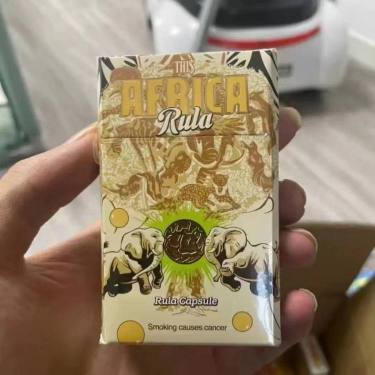 THIS
AFRICA
Rula
Rula Capsule
Smoking causes cancer